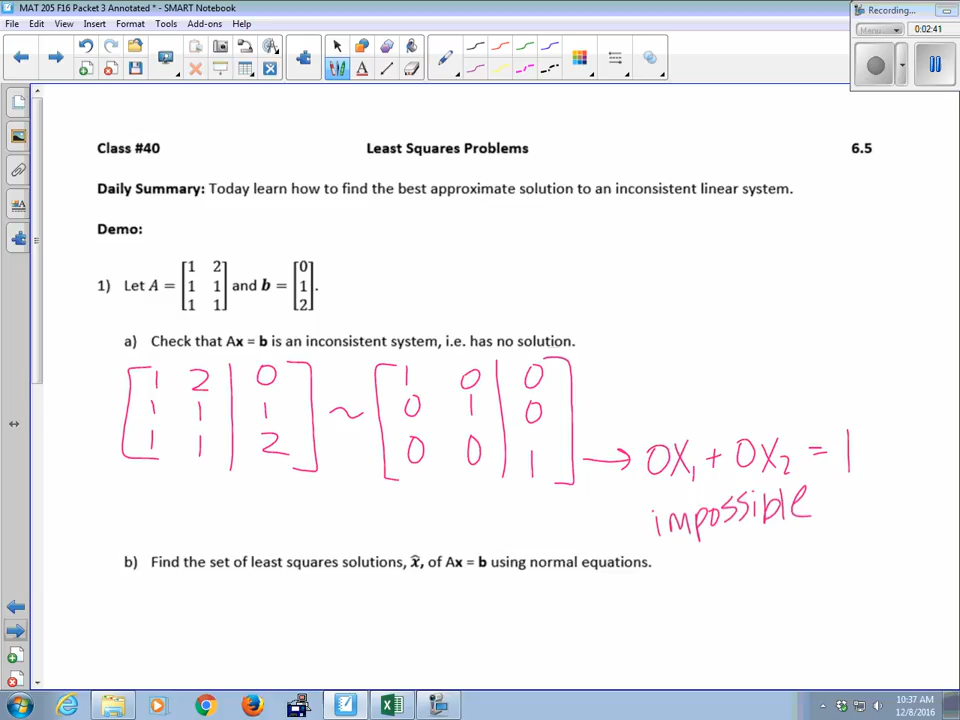 MAT 205 F16 Packet 3 Annotated * - SMART Notebook
File Edit View Insert Format Tools Add-ons Help
Recording...
Menu
00:02:41
Class #40 Least Squares Problems 6.5
Daily Summary: Today learn how to find the best approximate solution to an inconsistent linear system.
Demo:
1) Let A = [1 2; 1 1; 1 1] and b = [0; 1; 2].
a) Check that Ax = b is an inconsistent system, i.e. has no solution.
[1 2 | 0] ~ [1 0 | 0]
[1 1 | 1] [0 1 | 0]
[1 1 | 2] [0 0 | 1] → 0x₁ + 0x₂ = 1
impossible
b) Find the set of least squares solutions, x̂, of Ax = b using normal equations.
10:37 AM
12/8/2016